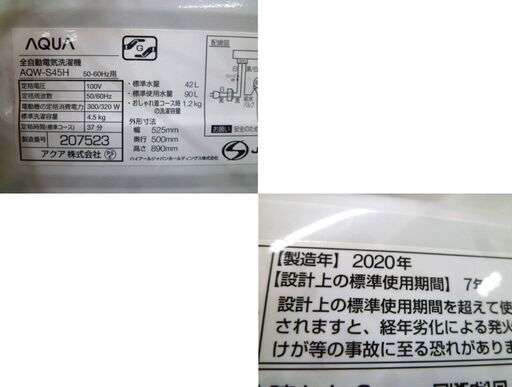 AQUA
全自動電気洗濯機
AQW-S45H 50-60Hz用
定格電圧 100V
定格周波数 50/60Hz
電動機の定格消費電力 300/320 W
標準洗濯容量 4.5 kg
定格時間(標準コース) 37 分
製造番号 207523
アクア株式会社
・標準水量 42L
・標準使用水量 90L
・おしゃれ着コース時の洗濯容量 1.2kg
外形寸法
幅 525mm
奥行 500mm
高さ 890mm
ハイアールジャパンホールディングス株式会社
配線図
お願い 安全のため
【製造年】2020年
【設計上の標準使用期間】 7年
設計上の標準使用期間を超えて使
されますと、経年劣化による発火
けが等の事故に至る恐れがありま